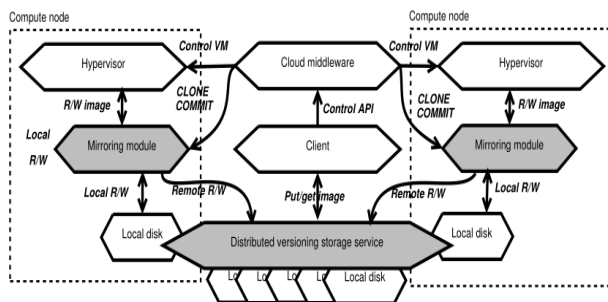 Compute node
Compute node
Control VM
Control VM
Hypervisor
Cloud middleware
Hypervisor
R/W image
CLONE
COMMIT
Control API
CLONE
COMMIT
R/W image
Local
R/W
Mirroring module
Client
Mirroring module
Local R/W
Remote R/W
Put/get image
Remote R/W
Local R/W
Local disk
Distributed versioning storage service
Local disk
Local disk